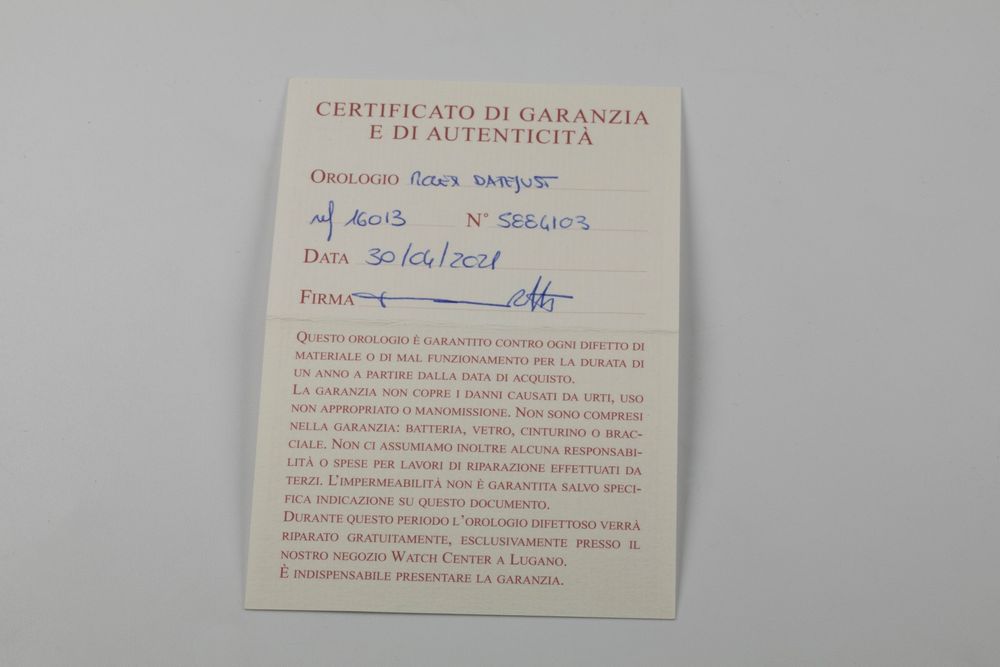 CERTIFICATO DI GARANZIA
E DI AUTENTICITÀ
OROLOGIO ROLEX DATEJUST
ref 16013 N° 5884103
DATA 30/04/2021
FIRMA
QUESTO OROLOGIO È GARANTITO CONTRO OGNI DIFETTO DI
MATERIALE O DI MAL FUNZIONAMENTO PER LA DURATA DI
UN ANNO A PARTIRE DALLA DATA DI ACQUISTO.
LA GARANZIA NON COPRE I DANNI CAUSATI DA URTI, USO
NON APPROPRIATO O MANOMISSIONE. NON SONO COMPRESI
NELLA GARANZIA: BATTERIA, VETRO, CINTURINO O BRAC-
CIALE. NON CI ASSUMIAMO INOLTRE ALCUNA RESPONSABI-
LITÀ O SPESE PER LAVORI DI RIPARAZIONE EFFETTUATI DA
TERZI. L'IMPERMEABILITÀ NON È GARANTITA SALVO SPECI-
FICA INDICAZIONE SU QUESTO DOCUMENTO.
DURANTE QUESTO PERIODO L'OROLOGIO DIFETTOSO VERRÀ
RIPARATO GRATUITAMENTE, ESCLUSIVAMENTE PRESSO IL
NOSTRO NEGOZIO WATCH CENTER A LUGANO.
È INDISPENSABILE PRESENTARE LA GARANZIA.